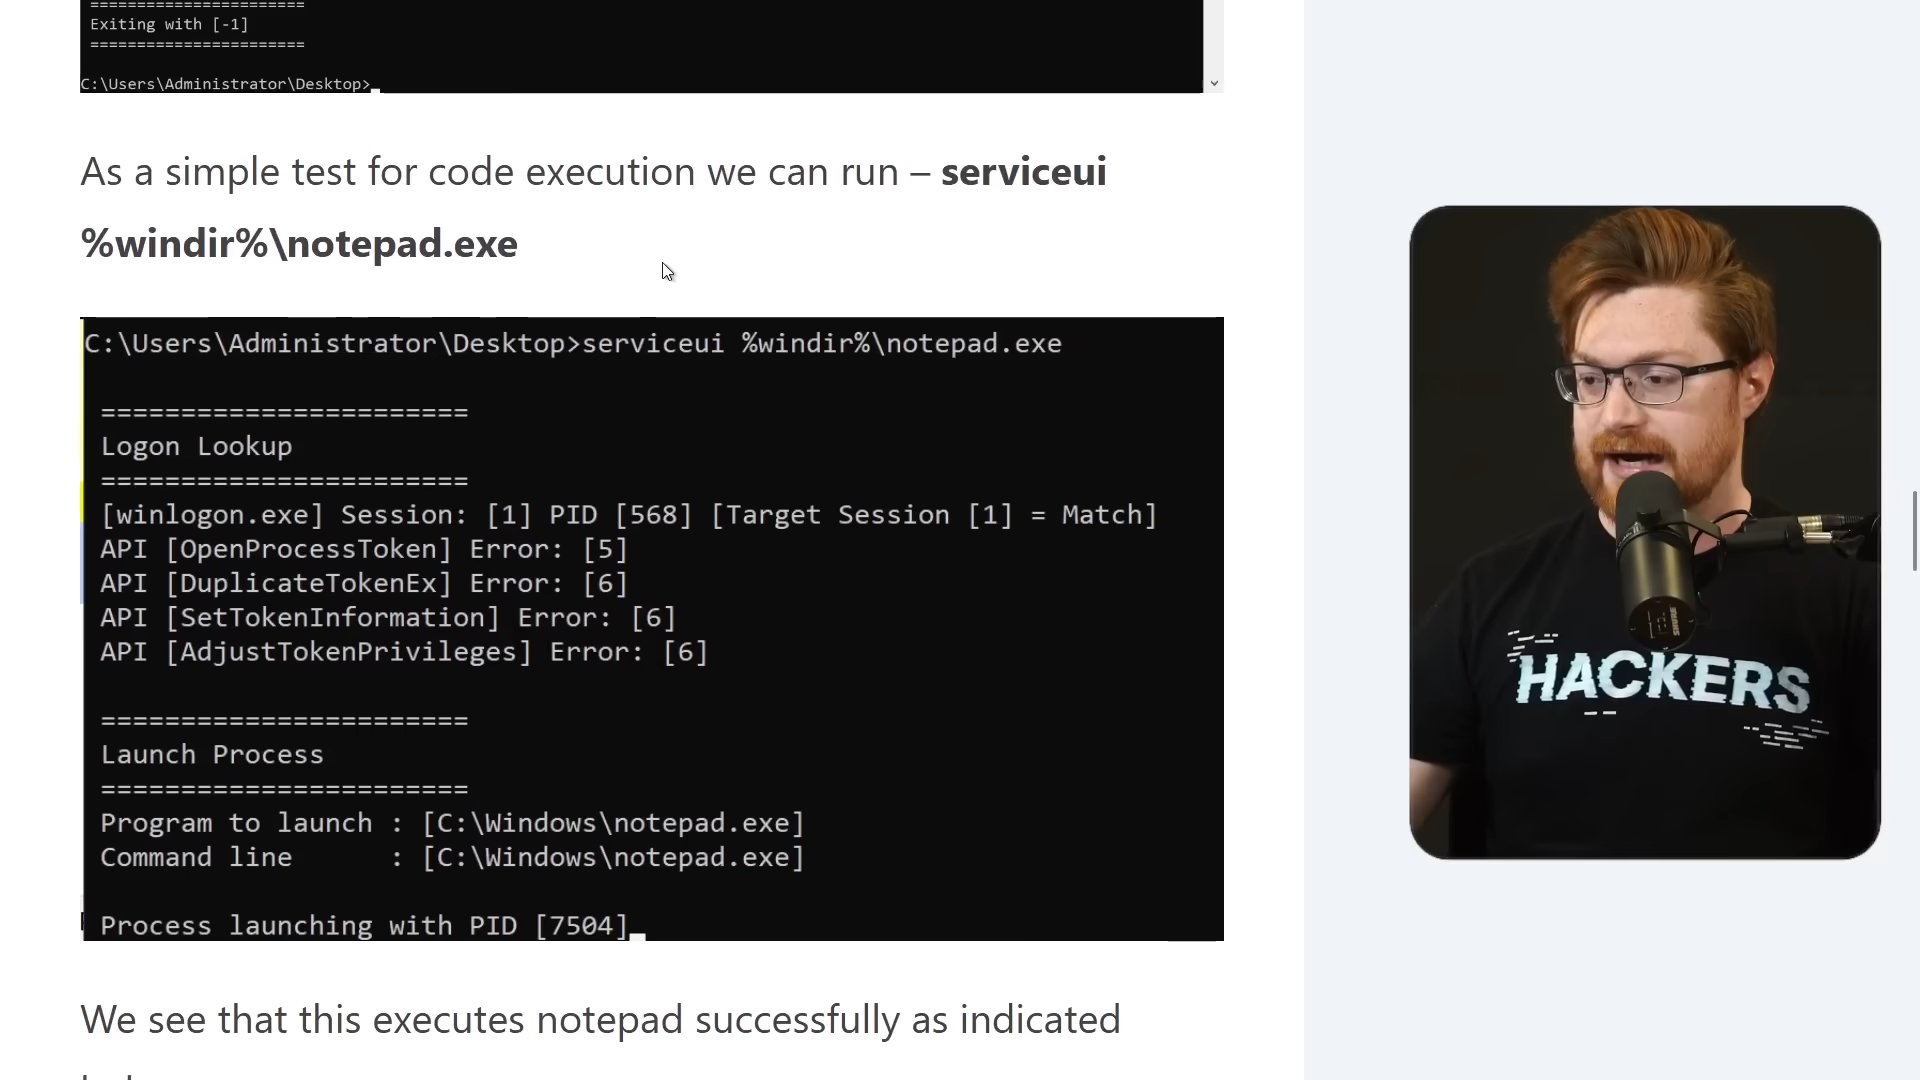 =======================
Exiting with [-1]
=======================
C:\Users\Administrator\Desktop>
As a simple test for code execution we can run – serviceui
%windir%\notepad.exe
C:\Users\Administrator\Desktop>serviceui %windir%\notepad.exe
=======================
Logon Lookup
=======================
[winlogon.exe] Session: [1] PID [568] [Target Session [1] = Match]
API [OpenProcessToken] Error: [5]
API [DuplicateTokenEx] Error: [6]
API [SetTokenInformation] Error: [6]
API [AdjustTokenPrivileges] Error: [6]
=======================
Launch Process
=======================
Program to launch : [C:\Windows\notepad.exe]
Command line      : [C:\Windows\notepad.exe]
Process launching with PID [7504]
We see that this executes notepad successfully as indicated
SHURE
HACKERS